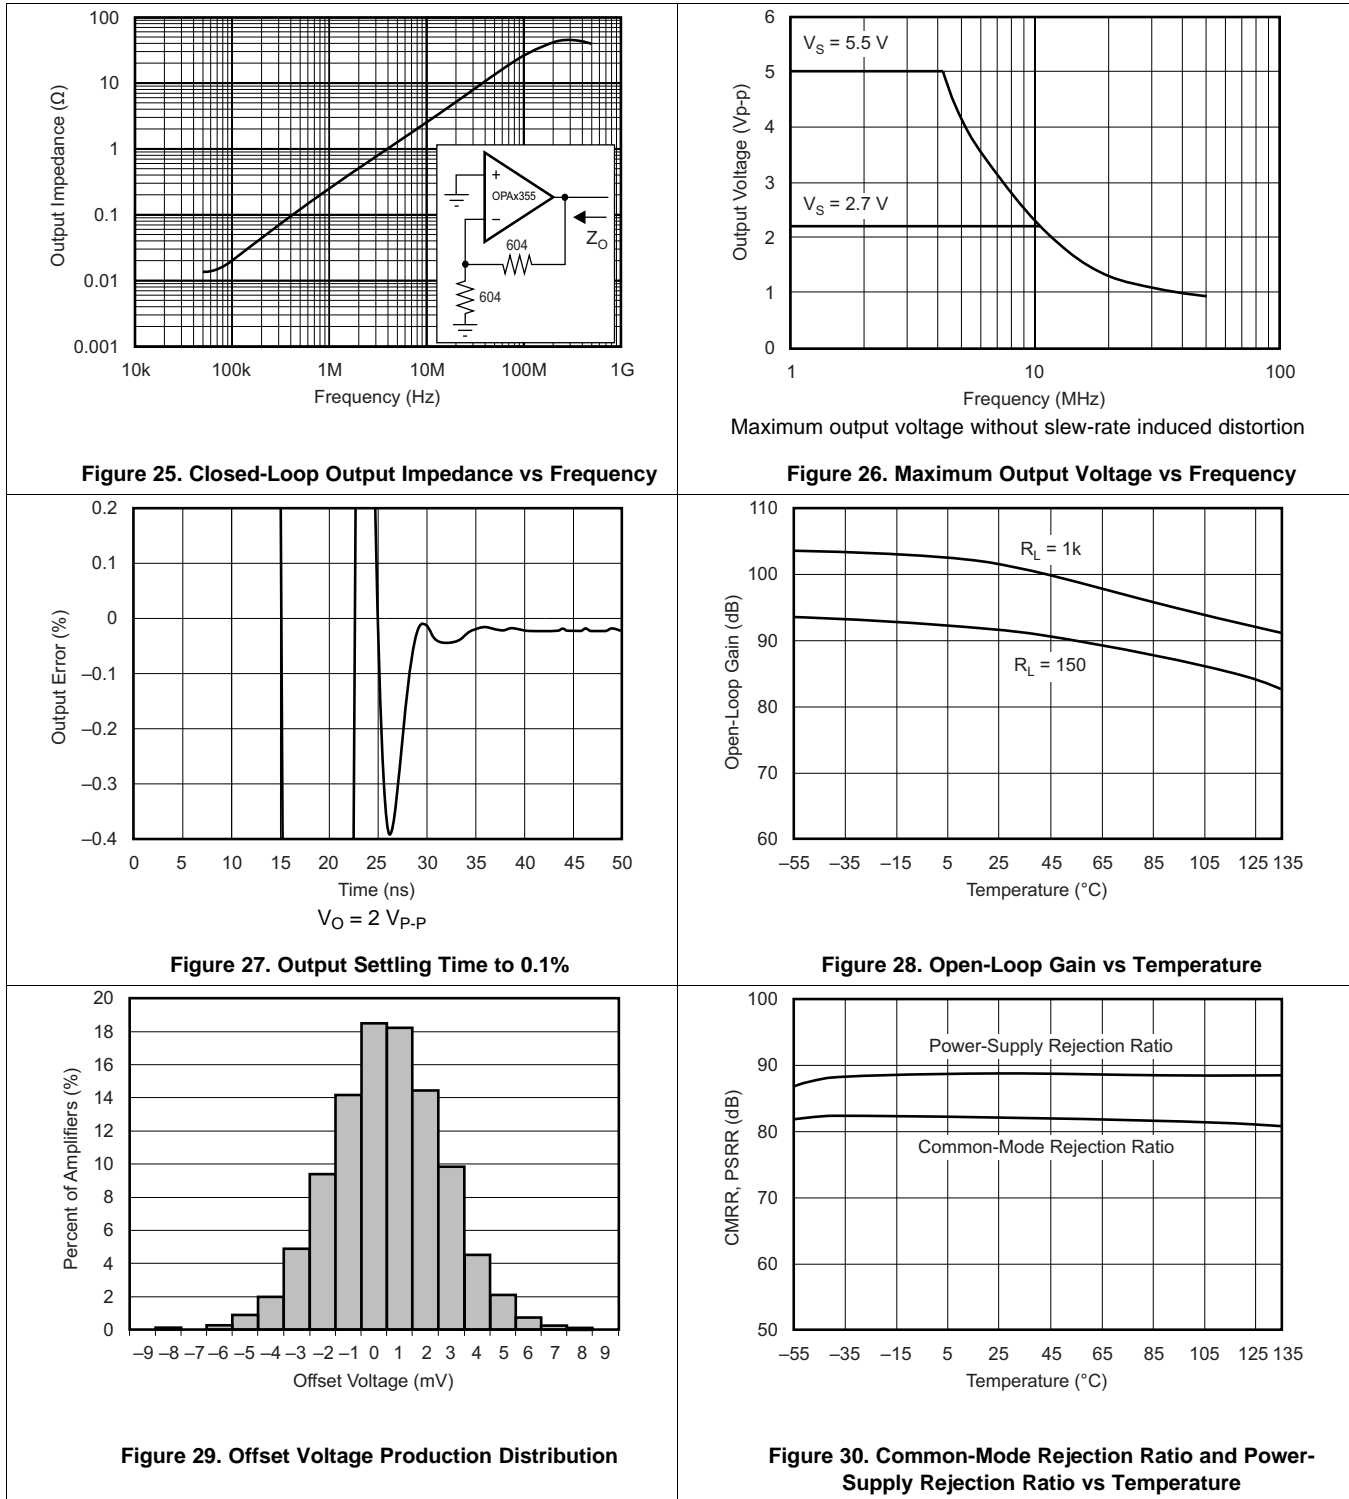 100
10
1
0.1
0.01
0.001
Output Impedance (Ω)
OPAx355
+
–
604
604
Z_O
10k 100k 1M 10M 100M 1G
Frequency (Hz)
Figure 25. Closed-Loop Output Impedance vs Frequency
6
5
4
3
2
1
0
Output Voltage (Vp-p)
V_S = 5.5 V
V_S = 2.7 V
1 10 100
Frequency (MHz)
Maximum output voltage without slew-rate induced distortion
Figure 26. Maximum Output Voltage vs Frequency
0.2
0.1
0
–0.1
–0.2
–0.3
–0.4
Output Error (%)
0 5 10 15 20 25 30 35 40 45 50
Time (ns)
V_O = 2 V_P-P
Figure 27. Output Settling Time to 0.1%
110
100
90
80
70
60
Open-Loop Gain (dB)
R_L = 1k
R_L = 150
–55 –35 –15 5 25 45 65 85 105 125 135
Temperature (°C)
Figure 28. Open-Loop Gain vs Temperature
20
18
16
14
12
10
8
6
4
2
0
Percent of Amplifiers (%)
–9 –8 –7 –6 –5 –4 –3 –2 –1 0 1 2 3 4 5 6 7 8 9
Offset Voltage (mV)
Figure 29. Offset Voltage Production Distribution
100
90
80
70
60
50
CMRR, PSRR (dB)
Power-Supply Rejection Ratio
Common-Mode Rejection Ratio
–55 –35 –15 5 25 45 65 85 105 125 135
Temperature (°C)
Figure 30. Common-Mode Rejection Ratio and Power-
Supply Rejection Ratio vs Temperature